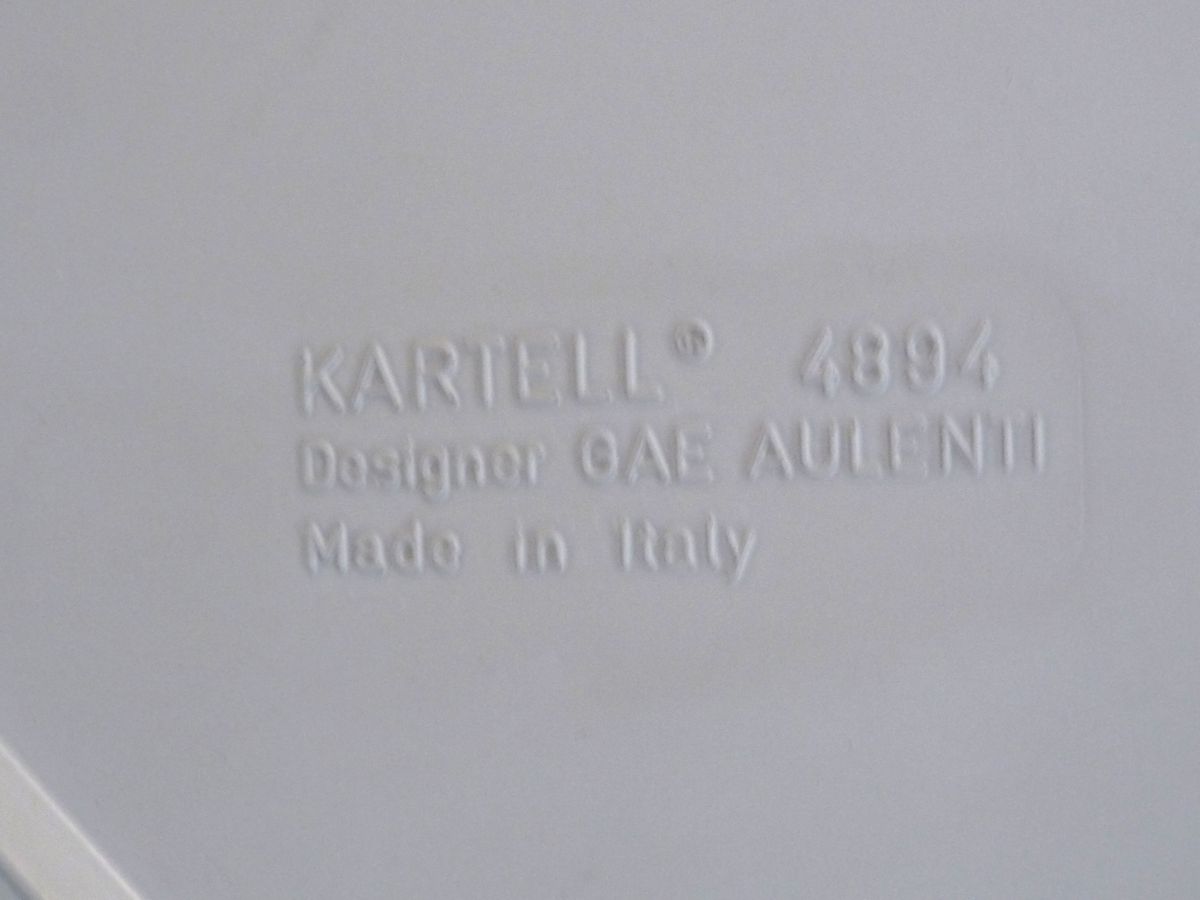 KARTELL® 4894
Designer GAE AULENTI
Made in Italy